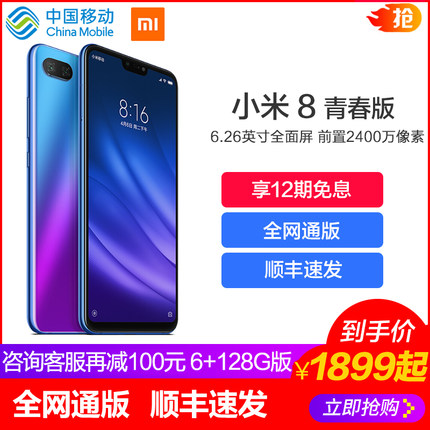 中国移动
China Mobile
抢
小米 8 青春版
6.26英寸全面屏 前置2400万像素
8:16
8:16
享12期免息
全网通版
顺丰速发
到手价
咨询客服再减100元 6+128G版
¥1899起
全网通版 顺丰速发
立即抢购